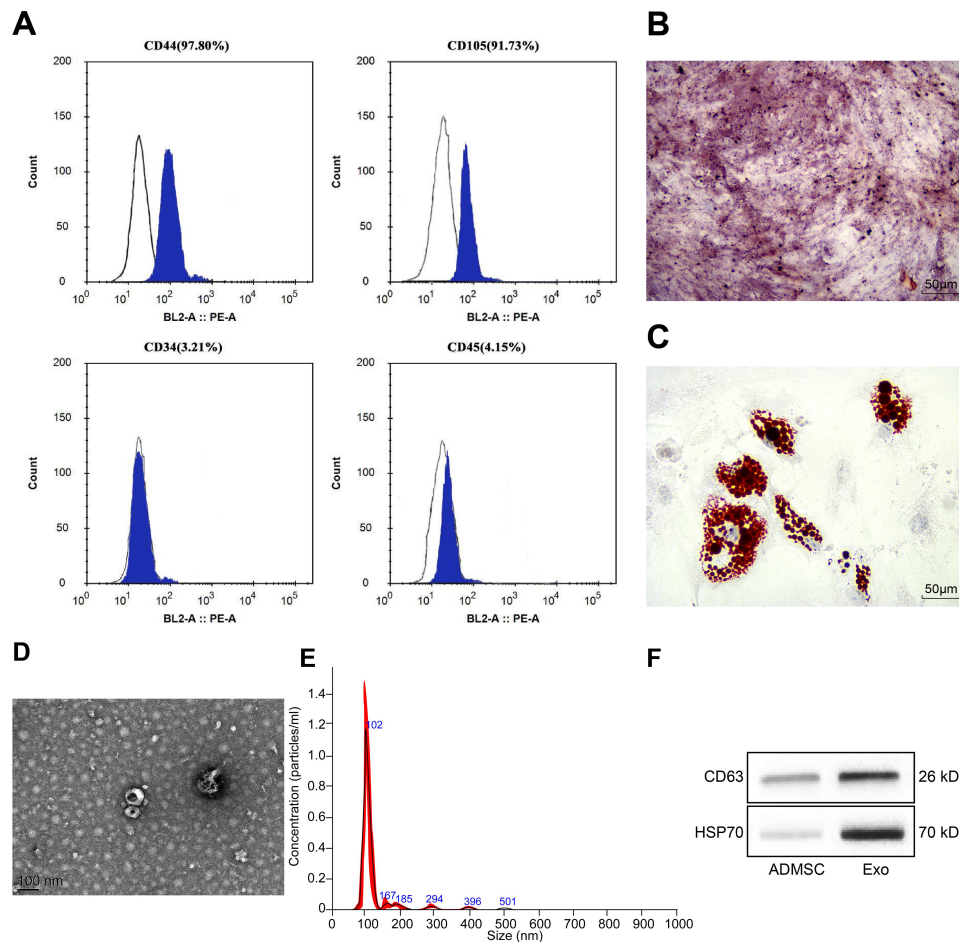 A
CD44(97.80%)
200
150
100
50
0
Count
10^0 10^1 10^2 10^3 10^4 10^5
BL2-A :: PE-A
CD105(91.73%)
200
150
100
50
0
Count
10^0 10^1 10^2 10^3 10^4 10^5
BL2-A :: PE-A
CD34(3.21%)
200
150
100
50
0
Count
10^0 10^1 10^2 10^3 10^4 10^5
BL2-A :: PE-A
CD45(4.15%)
200
150
100
50
0
Count
10^0 10^1 10^2 10^3 10^4 10^5
BL2-A :: PE-A
B
50μm
C
50μm
D
100 nm
E
Concentration (particles/ml)
1.4
1.2
1.0
0.8
0.6
0.4
0.2
0
102
167
185
294
396
501
0 100 200 300 400 500 600 700 800 900 1000
Size (nm)
F
CD63 26 kD
HSP70 70 kD
ADMSC Exo